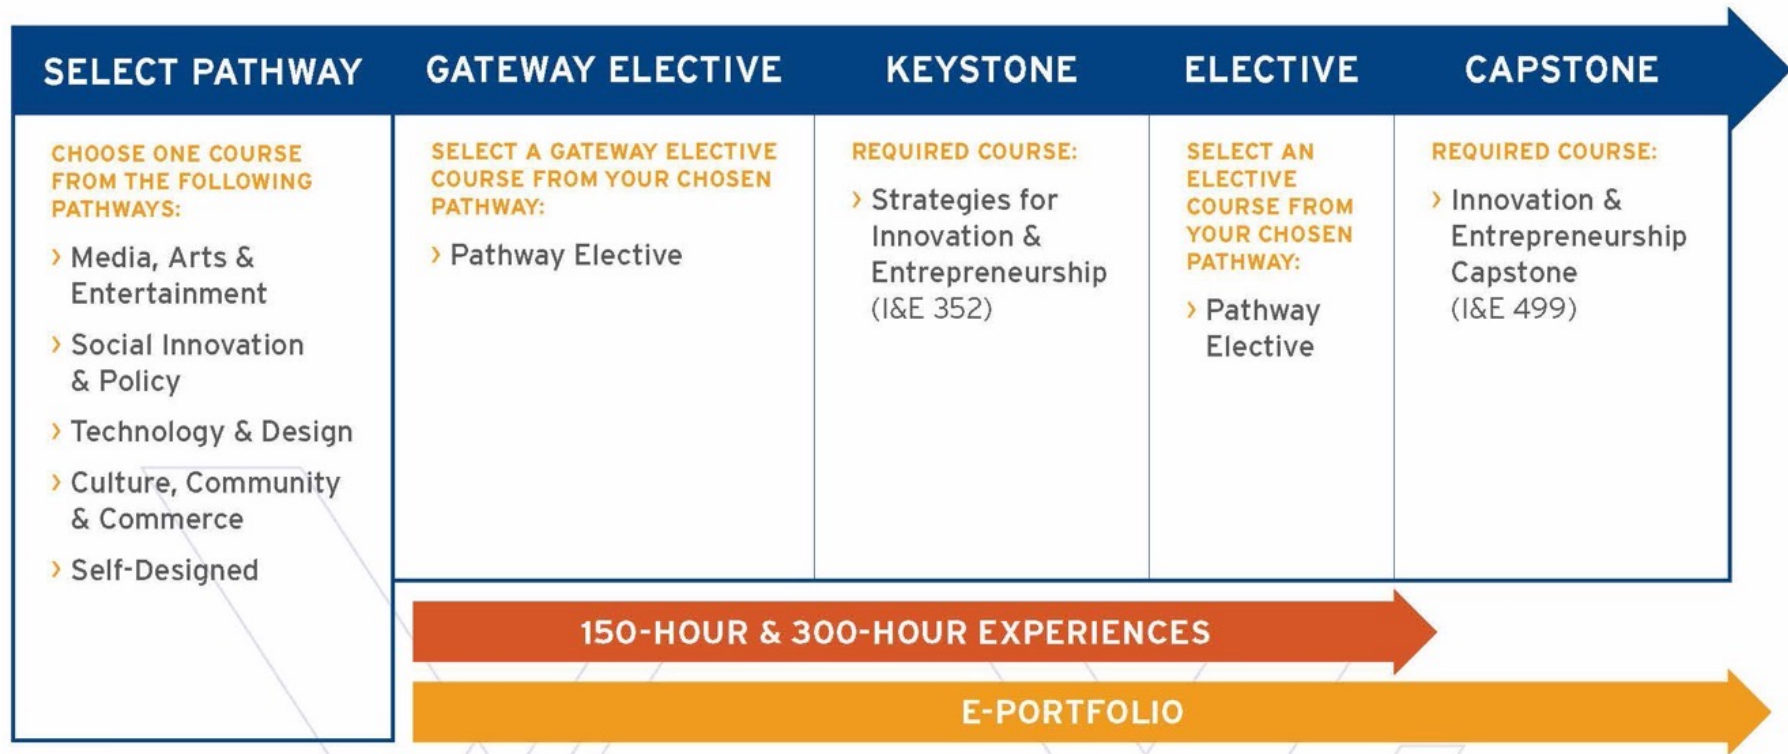 SELECT PATHWAY
CHOOSE ONE COURSE
FROM THE FOLLOWING
PATHWAYS:
› Media, Arts &
Entertainment
› Social Innovation
& Policy
› Technology & Design
› Culture, Community
& Commerce
› Self-Designed
GATEWAY ELECTIVE
SELECT A GATEWAY ELECTIVE
COURSE FROM YOUR CHOSEN
PATHWAY:
› Pathway Elective
KEYSTONE
REQUIRED COURSE:
› Strategies for
Innovation &
Entrepreneurship
(I&E 352)
ELECTIVE
SELECT AN
ELECTIVE
COURSE FROM
YOUR CHOSEN
PATHWAY:
› Pathway
Elective
CAPSTONE
REQUIRED COURSE:
› Innovation &
Entrepreneurship
Capstone
(I&E 499)
150-HOUR & 300-HOUR EXPERIENCES
E-PORTFOLIO